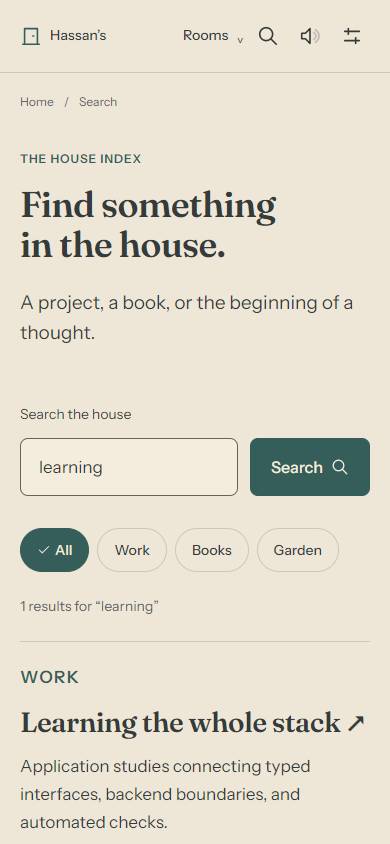 Hassan's
Rooms v
Home / Search
THE HOUSE INDEX
Find something
in the house.
A project, a book, or the beginning of a
thought.
Search the house
learning
Search
All
Work
Books
Garden
1 results for “learning”
WORK
Learning the whole stack ↗
Application studies connecting typed
interfaces, backend boundaries, and
automated checks.